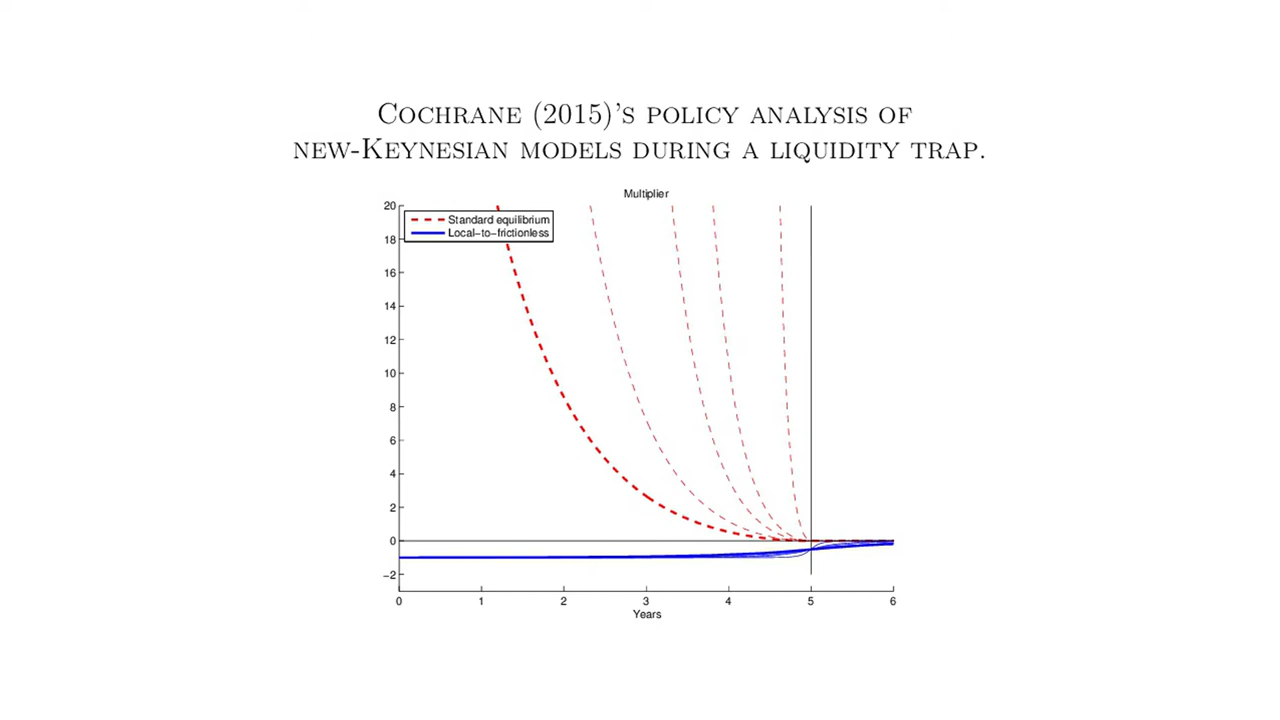 Cochrane (2015)'s policy analysis of
new-Keynesian models during a liquidity trap.
Multiplier
Standard equilibrium
Local-to-frictionless
20
18
16
14
12
10
8
6
4
2
0
−2
0 1 2 3 4 5 6
Years